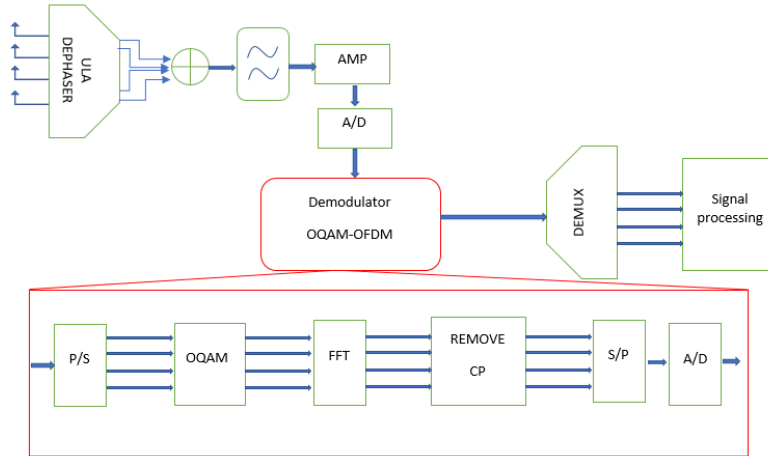 ULA
DEPHASER
AMP
A/D
Demodulator
OQAM-OFDM
DEMUX
Signal
processing
P/S
OQAM
FFT
REMOVE
CP
S/P
A/D